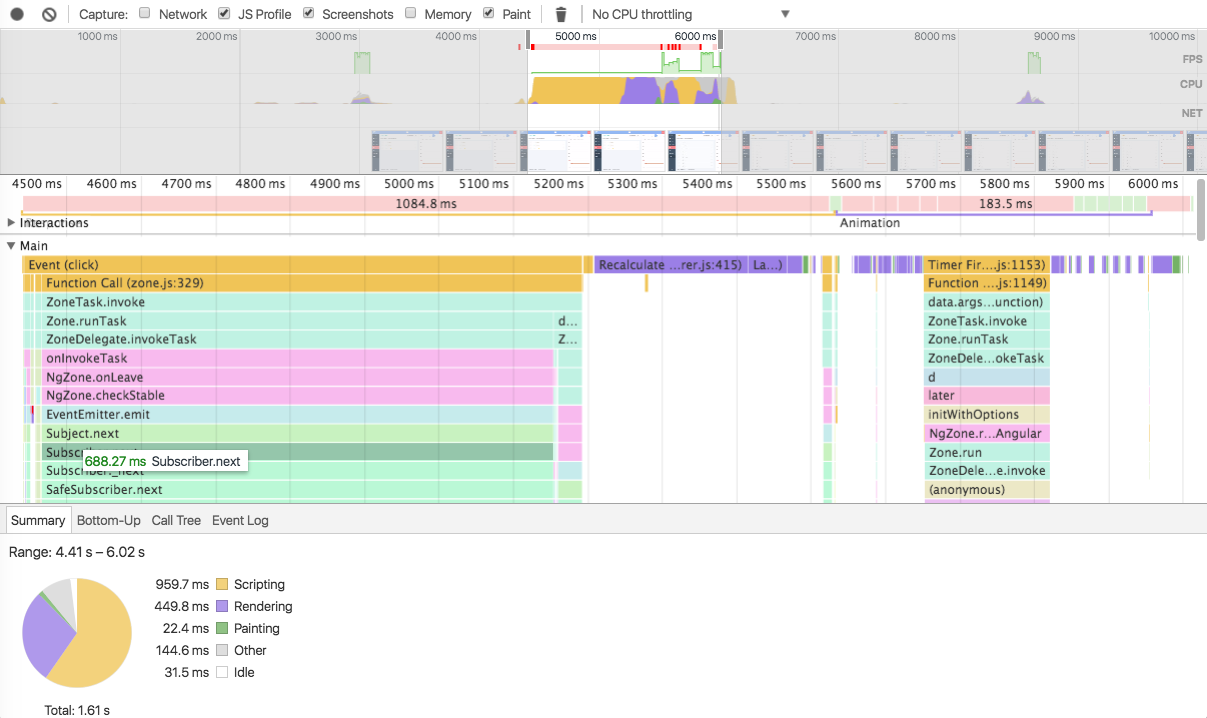 Capture: Network JS Profile Screenshots Memory Paint No CPU throttling ▼
1000 ms 2000 ms 3000 ms 4000 ms 5000 ms 6000 ms 7000 ms 8000 ms 9000 ms 10000 ms
FPS
CPU
NET
4500 ms 4600 ms 4700 ms 4800 ms 4900 ms 5000 ms 5100 ms 5200 ms 5300 ms 5400 ms 5500 ms 5600 ms 5700 ms 5800 ms 5900 ms 6000 ms
1084.8 ms 183.5 ms
Interactions Animation
Main
Event (click) Recalculate ...rer.js:415) La...) Timer Fir....js:1153)
Function Call (zone.js:329) Function ....js:1149)
ZoneTask.invoke data.args...unction)
Zone.runTask d... ZoneTask.invoke
ZoneDelegate.invokeTask Z... Zone.runTask
onInvokeTask ZoneDele...okeTask
NgZone.onLeave d
NgZone.checkStable later
EventEmitter.emit initWithOptions
Subject.next NgZone.r...Angular
Zone.run
688.27 ms Subscriber.next
Subscriber._next ZoneDele...e.invoke
SafeSubscriber.next (anonymous)
Summary Bottom-Up Call Tree Event Log
Range: 4.41 s – 6.02 s
959.7 ms Scripting
449.8 ms Rendering
22.4 ms Painting
144.6 ms Other
31.5 ms Idle
Total: 1.61 s